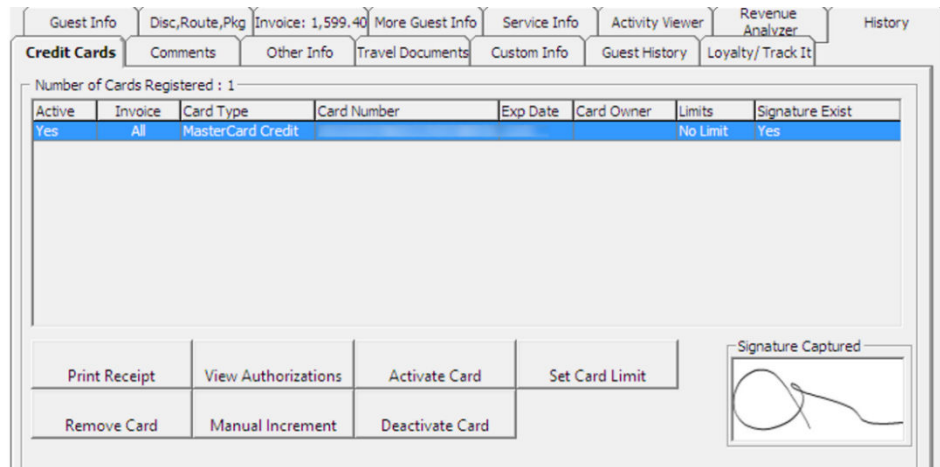 Guest Info Disc,Route,Pkg Invoice: 1,599.40 More Guest Info Service Info Activity Viewer Revenue Analyzer History
Credit Cards Comments Other Info Travel Documents Custom Info Guest History Loyalty/ Track It
Number of Cards Registered : 1
Active Invoice Card Type Card Number Exp Date Card Owner Limits Signature Exist
Yes All MasterCard Credit No Limit Yes
Signature Captured
Print Receipt View Authorizations Activate Card Set Card Limit
Remove Card Manual Increment Deactivate Card